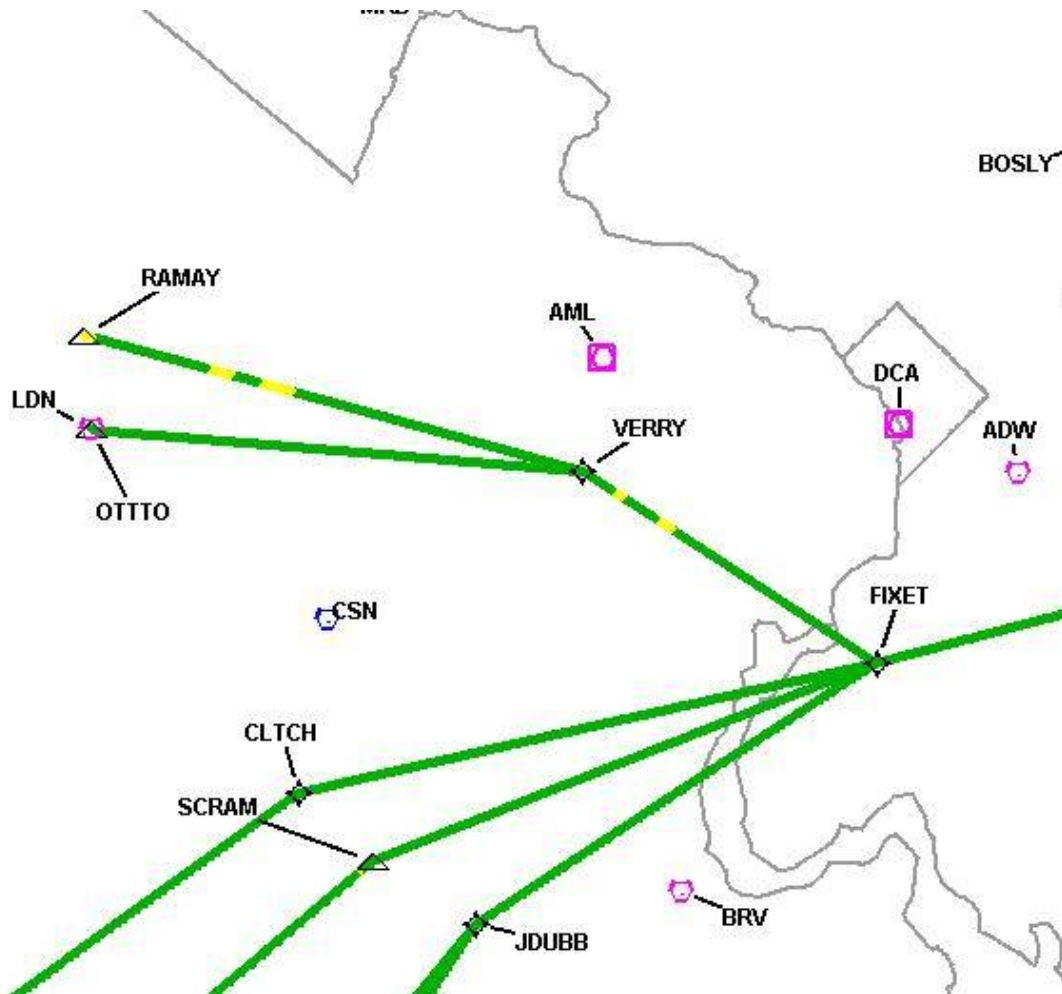 BOSLY
RAMAY
AML
DCA
LDN
VERRY
ADW
OTTTO
CSN
FIXET
CLTCH
SCRAM
BRV
JDUBB